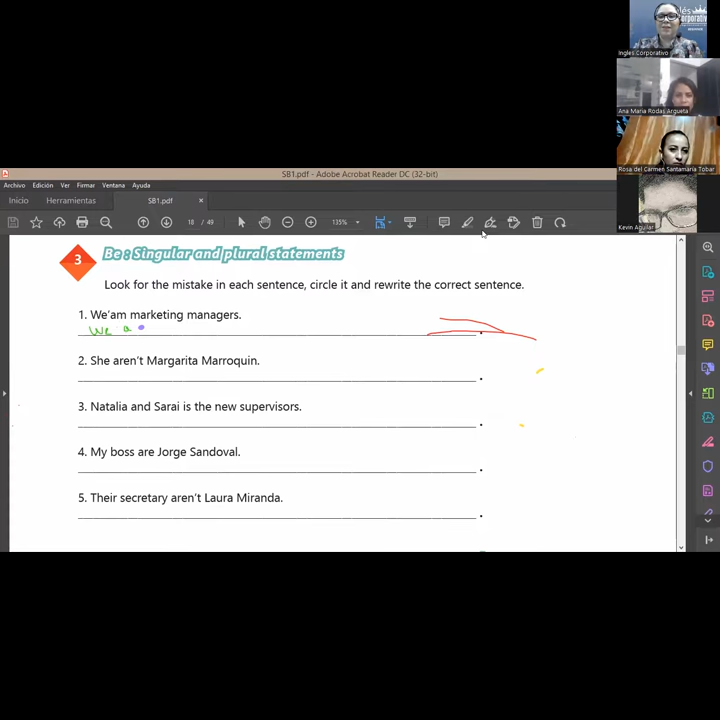 Inglés Corporativo
Ana Maria Rodas Argueta
Rosa del Carmen Santamaria Tobar
Kevin Aguilar
SB1.pdf - Adobe Acrobat Reader DC (32-bit)
Archivo Edición Ver Firmar Ventana Ayuda
Inicio Herramientas SB1.pdf ×
18 / 49 135%
3 Be : Singular and plural statements
Look for the mistake in each sentence, circle it and rewrite the correct sentence.
1. We'am marketing managers.
We a
2. She aren't Margarita Marroquin.
3. Natalia and Sarai is the new supervisors.
4. My boss are Jorge Sandoval.
5. Their secretary aren't Laura Miranda.